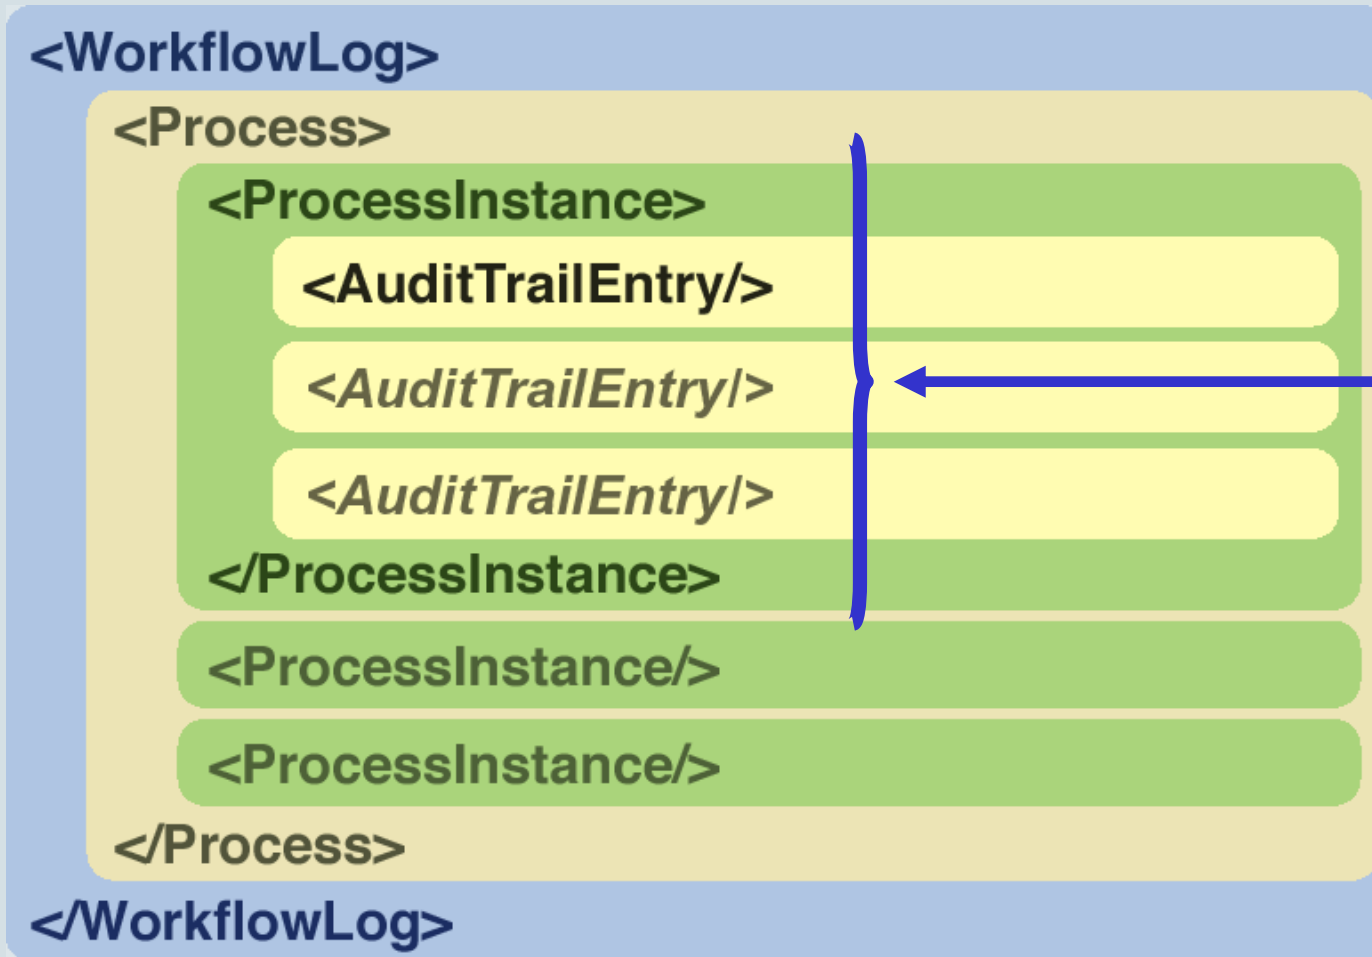 <WorkflowLog>
<Process>
<ProcessInstance>
<AuditTrailEntry/>
<AuditTrailEntry/>
<AuditTrailEntry/>
</ProcessInstance>
<ProcessInstance/>
<ProcessInstance/>
</Process>
</WorkflowLog>